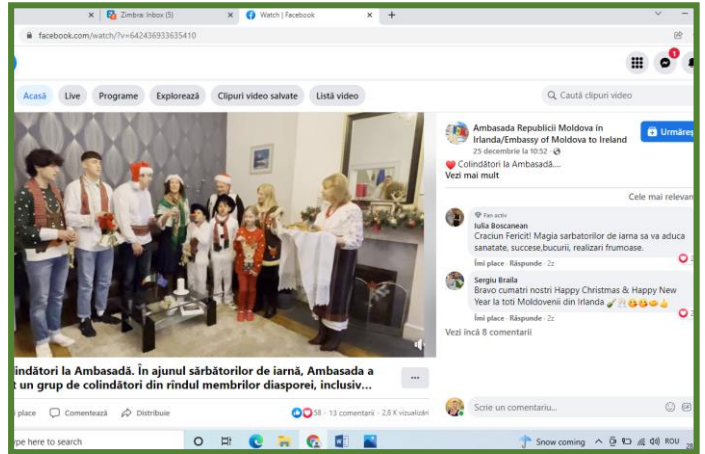 Zimbra: Inbox (5)
Watch | Facebook
facebook.com/watch/?v=642436933635410
1
Acasă Live Programe Explorează Clipuri video salvate Listă video
Caută clipuri video
Ambasada Republicii Moldova în
Irlanda/Embassy of Moldova to Ireland
25 decembrie la 10:52
Colindători la Ambasadă....
Vezi mai mult
Cele mai
Fan activ
Iulia Boscanean
Craciun Fericit! Magia sarbatorilor de iarna sa va aduca
sanatate, succese,bucurii, realizari frumoase.
Îmi place · Răspunde · 2z
2
Sergiu Braila
Bravo cumatri nostri Happy Christmas & Happy New
Year la toti Moldovenii din Irlanda
Îmi place · Răspunde · 2z
2
Vezi încă 8 comentarii
la Ambasadă. În ajunul sărbătorilor de iarnă, Ambasada a
un grup de colindători din rîndul membrilor diasporei, inclusiv...
place Comentează Distribuie
58 · 13 comentarii · 2,8 K vizualizări
Scrie un comentariu...
here to search
Snow coming ROU